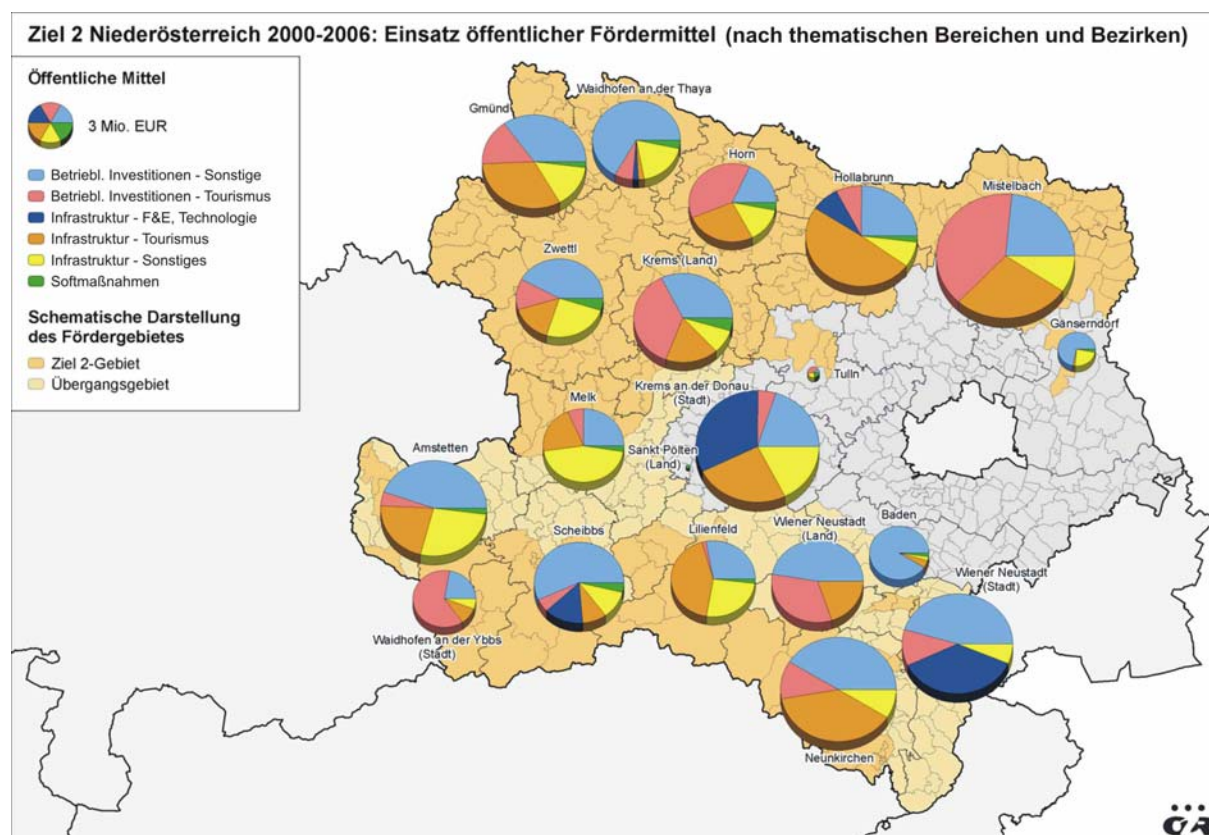 Ziel 2 Niederösterreich 2000-2006: Einsatz öffentlicher Fördermittel (nach thematischen Bereichen und Bezirken)
Öffentliche Mittel
3 Mio. EUR
Betriebl. Investitionen - Sonstige
Betriebl. Investitionen - Tourismus
Infrastruktur - F&E, Technologie
Infrastruktur - Tourismus
Infrastruktur - Sonstiges
Softmaßnahmen
Schematische Darstellung
des Fördergebietes
Ziel 2-Gebiet
Übergangsgebiet
Waidhofen an der Thaya
Gmünd
Horn
Hollabrunn
Mistelbach
Zwettl
Krems (Land)
Gänserndorf
Tulln
Krems an der Donau
(Stadt)
Melk
Sankt Pölten
(Land)
Amstetten
Scheibbs
Lilienfeld
Wiener Neustadt
(Land)
Baden
Wiener Neustadt
(Stadt)
Waidhofen an der Ybbs
(Stadt)
Neunkirchen